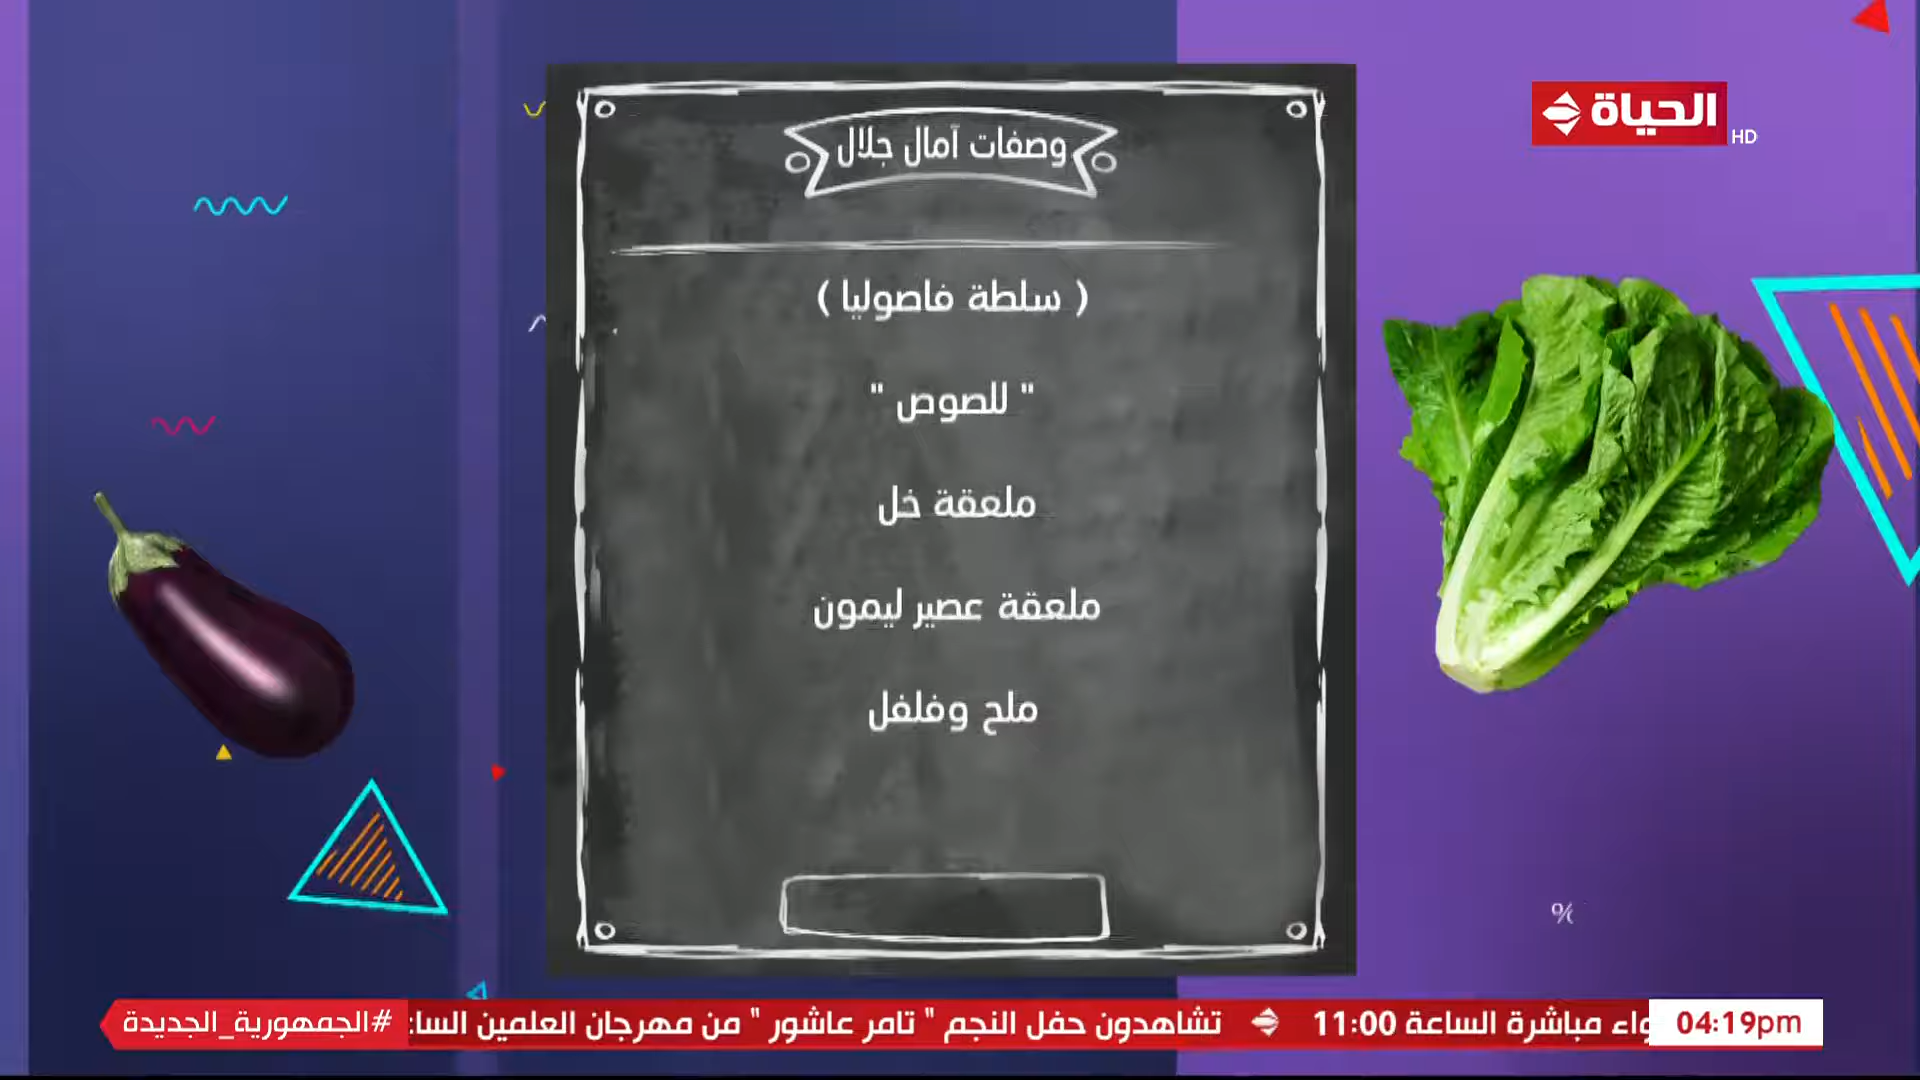 الحياة
HD
وصفات آمال جلال
( سلطة فاصوليا )
" للصوص "
ملعقة خل
ملعقة عصير ليمون
ملح وفلفل
%
04:19pm
مباشرة الساعة 11:00 تشاهدون حفل النجم " تامر عاشور " من مهرجان العلمين
#الجمهورية_الجديدة